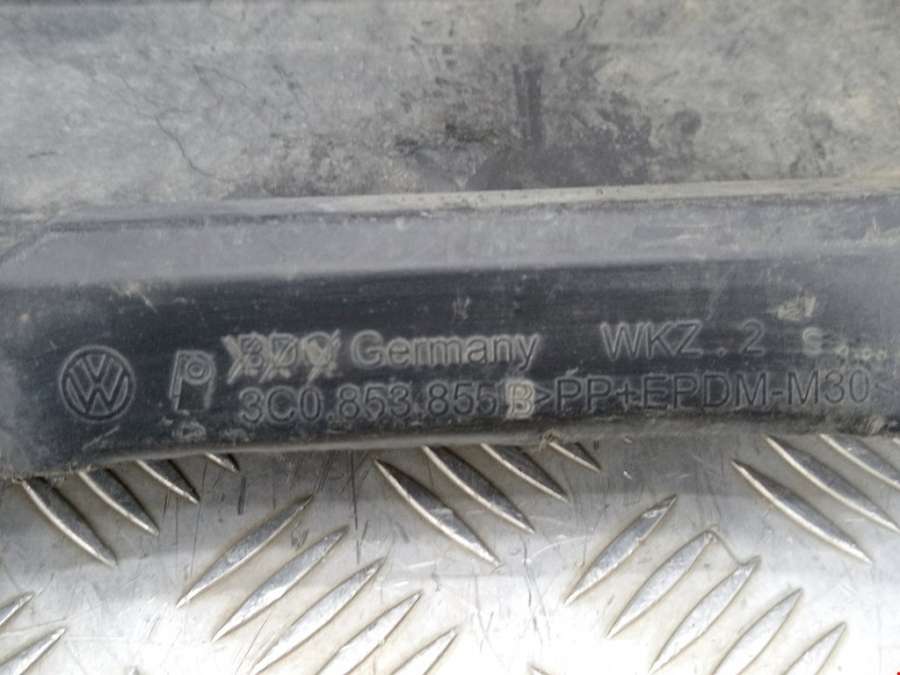 Germany WKZ. 2
3C0.853.855 B >PP+EPDM-M30<